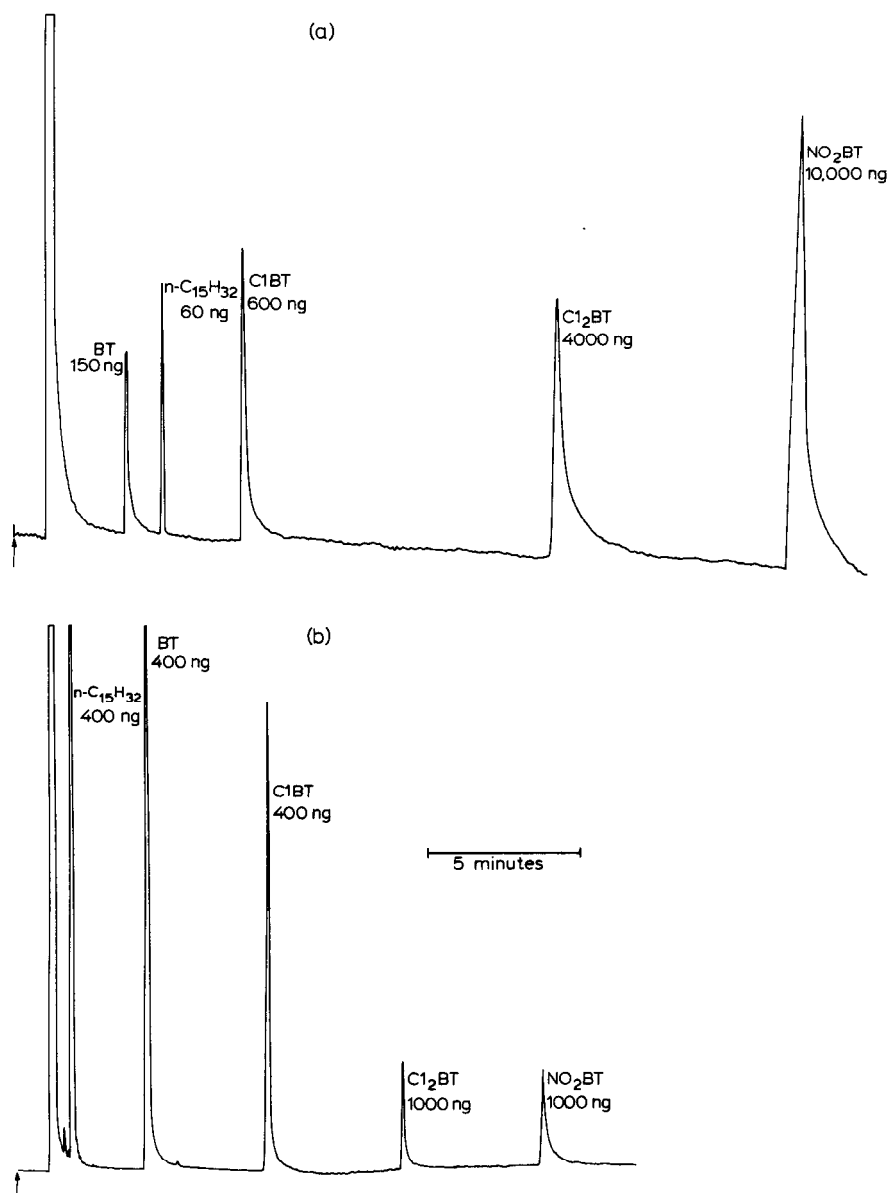 (a)
NO₂BT
10,000 ng
n-C₁₅H₃₂
60 ng
C1BT
600 ng
C1₂BT
4000 ng
BT
150 ng
(b)
BT
400 ng
n-C₁₅H₃₂
400 ng
C1BT
400 ng
5 minutes
C1₂BT
1000 ng
NO₂BT
1000 ng